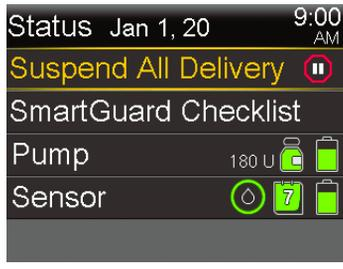 Status Jan 1, 20 9:00 AM
Suspend All Delivery
SmartGuard Checklist
Pump 180 U
Sensor 7